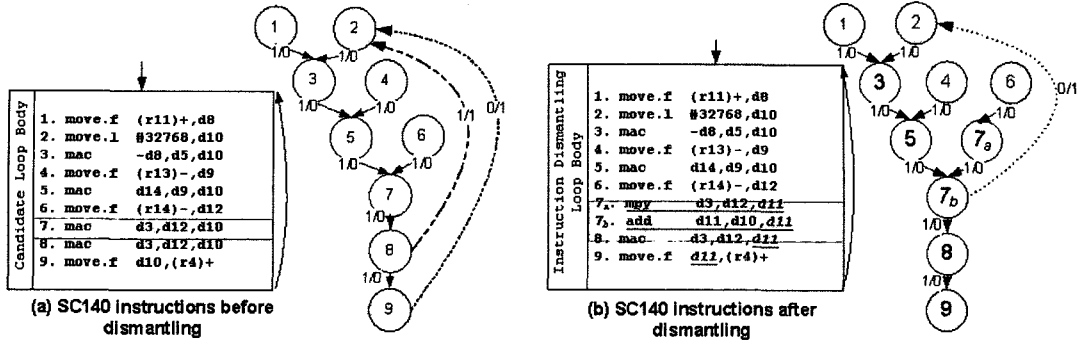 Candidate Loop Body
1. move.f (r11)+,d8
2. move.l #32768,d10
3. mac -d8,d5,d10
4. move.f (r13)-,d9
5. mac d14,d9,d10
6. move.f (r14)-,d12
7. mac d3,d12,d10
8. mac d3,d12,d10
9. move.f d10,(r4)+
1 2
1/0 1/0
3 4
1/0 1/0
5 6
1/0 1/0
7
1/0
8
1/0
9
1/1
0/1
(a) SC140 instructions before
dismantling
Instruction Dismantling
Loop Body
1. move.f (r11)+,d8
2. move.l #32768,d10
3. mac -d8,d5,d10
4. move.f (r13)-,d9
5. mac d14,d9,d10
6. move.f (r14)-,d12
7a. mpy d3,d12,d11
7b. add d11,d10,d11
8. mac d3,d12,d11
9. move.f d11,(r4)+
1 2
1/0 1/0
3 4 6
1/0 1/0 1/0
5 7a
1/0 1/0
7b
1/0
8
1/0
9
0/1
(b) SC140 instructions after
dismantling